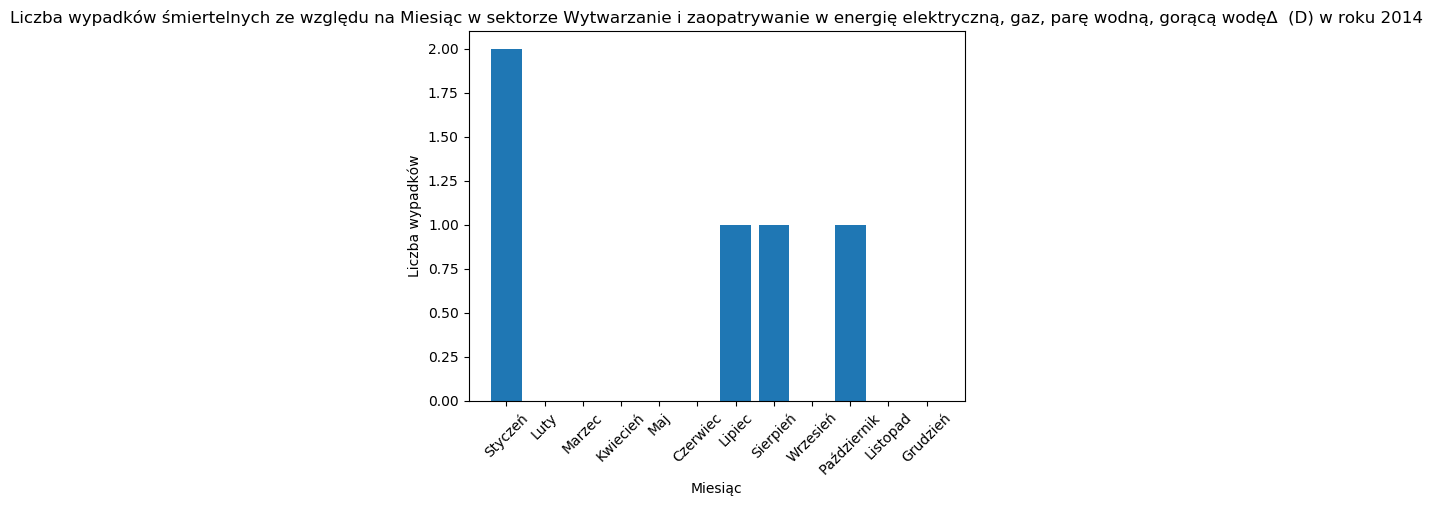 Liczba wypadków śmiertelnych ze względu na Miesiąc w sektorze Wytwarzanie i zaopatrywanie w energię elektryczną, gaz, parę wodną, gorącą wodęΔ  (D) w roku 2014
Liczba wypadków
2.00
1.75
1.50
1.25
1.00
0.75
0.50
0.25
0.00
Styczeń
Luty
Marzec
Kwiecień
Maj
Czerwiec
Lipiec
Sierpień
Wrzesień
Październik
Listopad
Grudzień
Miesiąc